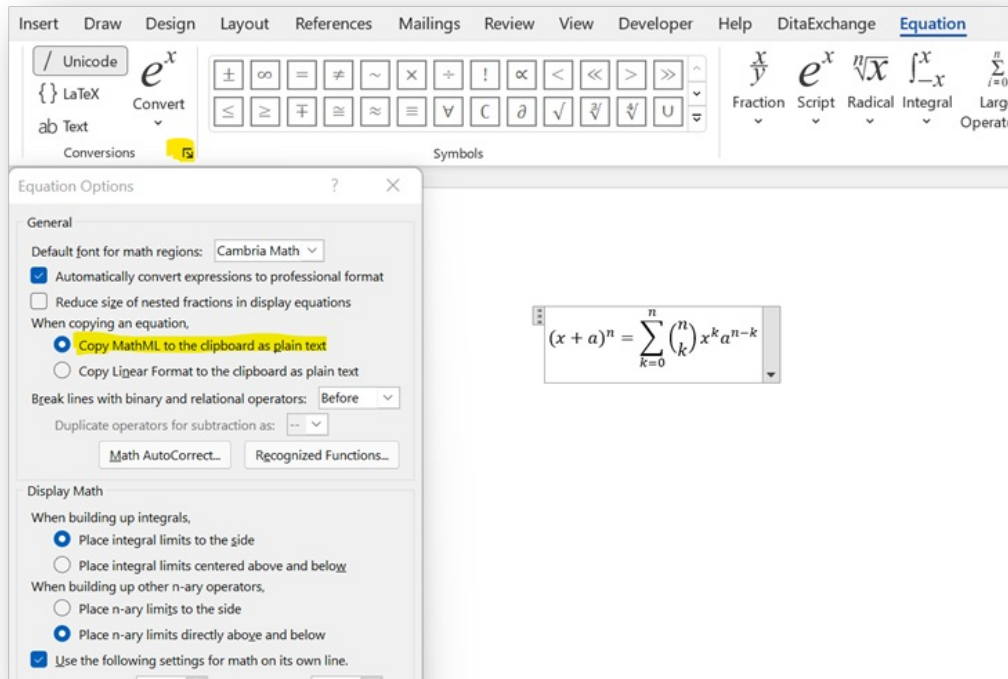 Insert Draw Design Layout References Mailings Review View Developer Help DitaExchange Equation
/ Unicode
{} LaTeX
ab Text
e^x
Convert
Conversions
± ∞ = ≠ ~ × ÷ ! ∝ < ≪ > ≫
≤ ≥ ∓ ≅ ≈ ≡ ∀ ∁ ∂ √ ∛ ∜ ∪
Symbols
x/y e^x ⁿ√x ∫₋ₓˣ
Fraction Script Radical Integral
Equation Options ? ×
General
Default font for math regions: Cambria Math
Automatically convert expressions to professional format
Reduce size of nested fractions in display equations
When copying an equation,
Copy MathML to the clipboard as plain text
Copy Linear Format to the clipboard as plain text
Break lines with binary and relational operators: Before
Duplicate operators for subtraction as: --
Math AutoCorrect... Recognized Functions...
Display Math
When building up integrals,
Place integral limits to the side
Place integral limits centered above and below
When building up other n-ary operators,
Place n-ary limits to the side
Place n-ary limits directly above and below
Use the following settings for math on its own line.
(x + a)^n = ∑_{k=0}^{n} (n k) x^k a^{n−k}